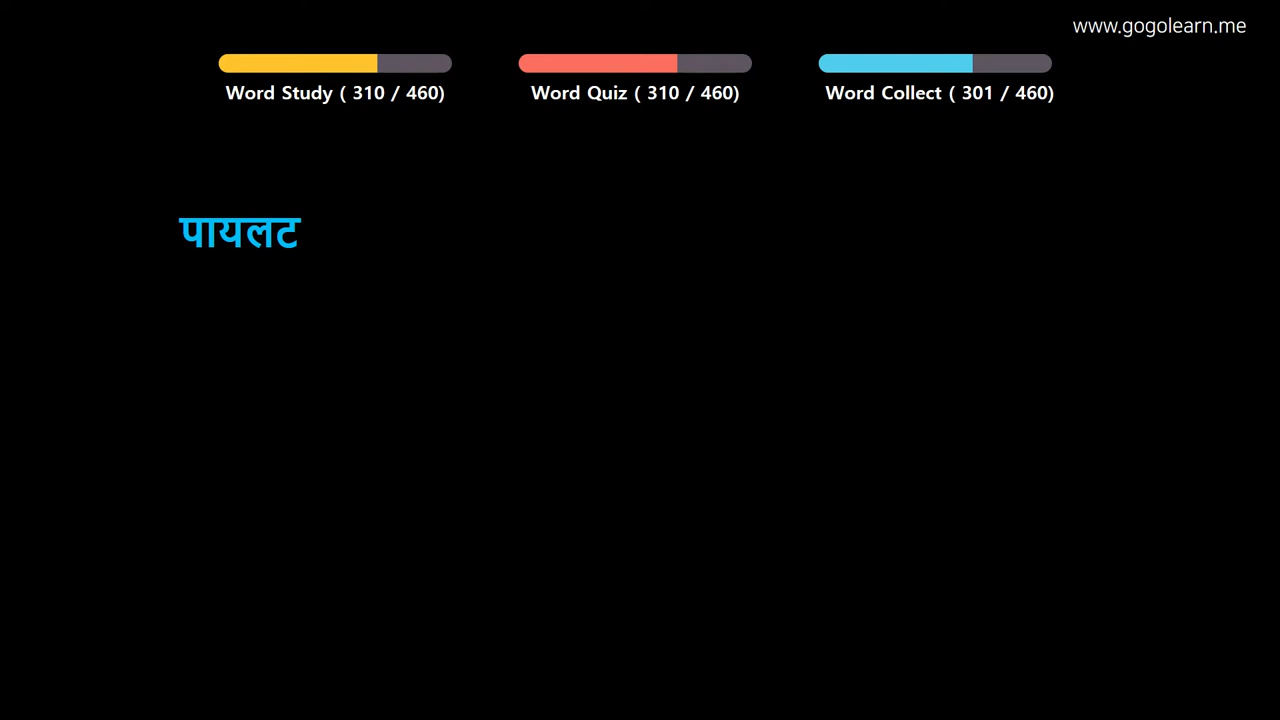 www.gogolearn.me
Word Study ( 310 / 460)
Word Quiz ( 310 / 460)
Word Collect ( 301 / 460)
पायलट